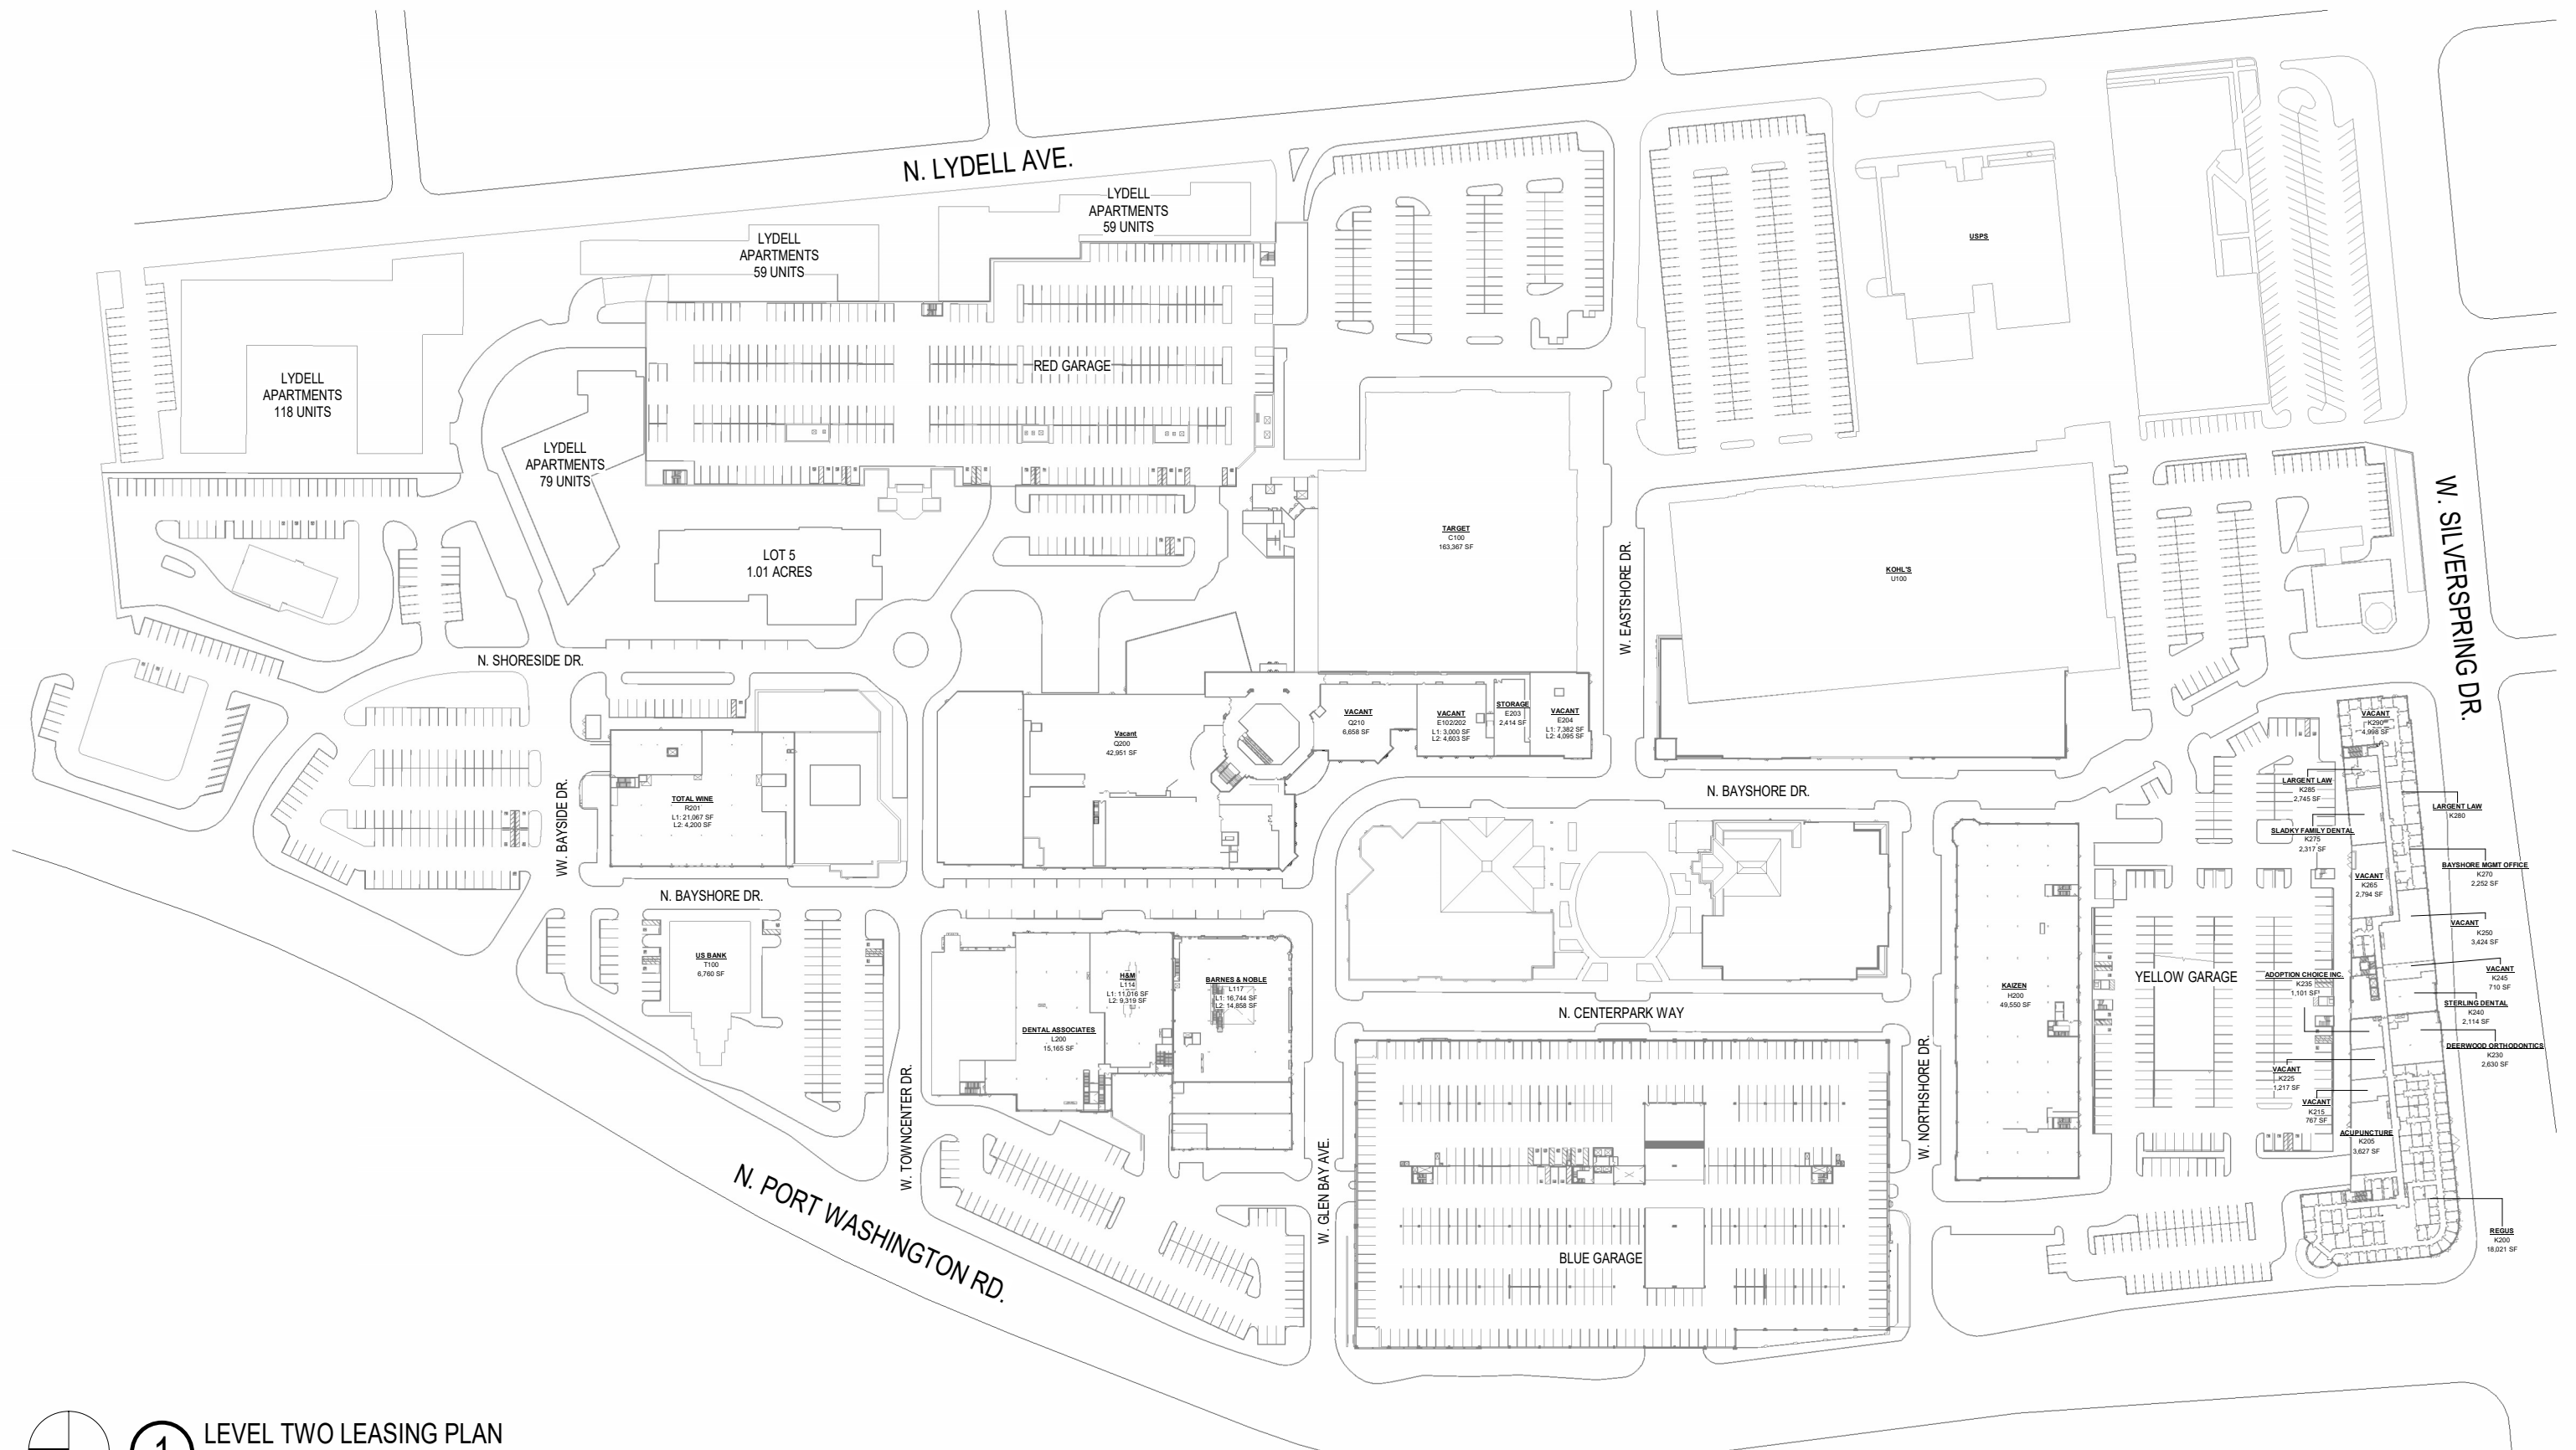 N. LYDELL AVE.
LYDELL
APARTMENTS
59 UNITS
LYDELL
APARTMENTS
59 UNITS
USPS
RED GARAGE
LYDELL
APARTMENTS
118 UNITS
LYDELL
APARTMENTS
79 UNITS
LOT 5
1.01 ACRES
TARGET
C100
163,367 SF
W. EASTSHORE DR.
KOHL'S
U100
W. SILVERSPRING DR.
N. SHORESIDE DR.
Vacant
Q200
42,951 SF
VACANT
Q210
6,658 SF
VACANT
E102/202
L1: 3,000 SF
L2: 4,603 SF
STORAGE
E203
2,414 SF
VACANT
E204
L1: 7,382 SF
L2: 4,095 SF
VACANT
K290
4,998 SF
LARGENT LAW
K285
2,745 SF
LARGENT LAW
K280
N. BAYSHORE DR.
W. BAYSIDE DR.
TOTAL WINE
R201
L1: 21,067 SF
L2: 4,200 SF
SLADKY FAMILY DENTAL
K275
2,317 SF
BAYSHORE MGMT OFFICE
K270
2,252 SF
VACANT
K265
2,794 SF
N. BAYSHORE DR.
VACANT
K250
3,424 SF
US BANK
T100
6,760 SF
H&M
L114
L1: 11,016 SF
L2: 9,319 SF
BARNES & NOBLE
L117
L1: 16,744 SF
L2: 14,858 SF
DENTAL ASSOCIATES
L200
15,165 SF
KAIZEN
H200
49,550 SF
YELLOW GARAGE
ADOPTION CHOICE INC.
K235
1,101 SF
VACANT
K245
710 SF
STERLING DENTAL
K240
2,114 SF
N. CENTERPARK WAY
DEERWOOD ORTHODONTICS
K230
2,630 SF
W. NORTHSHORE DR.
VACANT
K225
1,217 SF
VACANT
K215
767 SF
ACUPUNCTURE
K205
3,627 SF
W. TOWNCENTER DR.
W. GLEN BAY AVE.
N. PORT WASHINGTON RD.
BLUE GARAGE
REGUS
K200
18,021 SF
1
LEVEL TWO LEASING PLAN